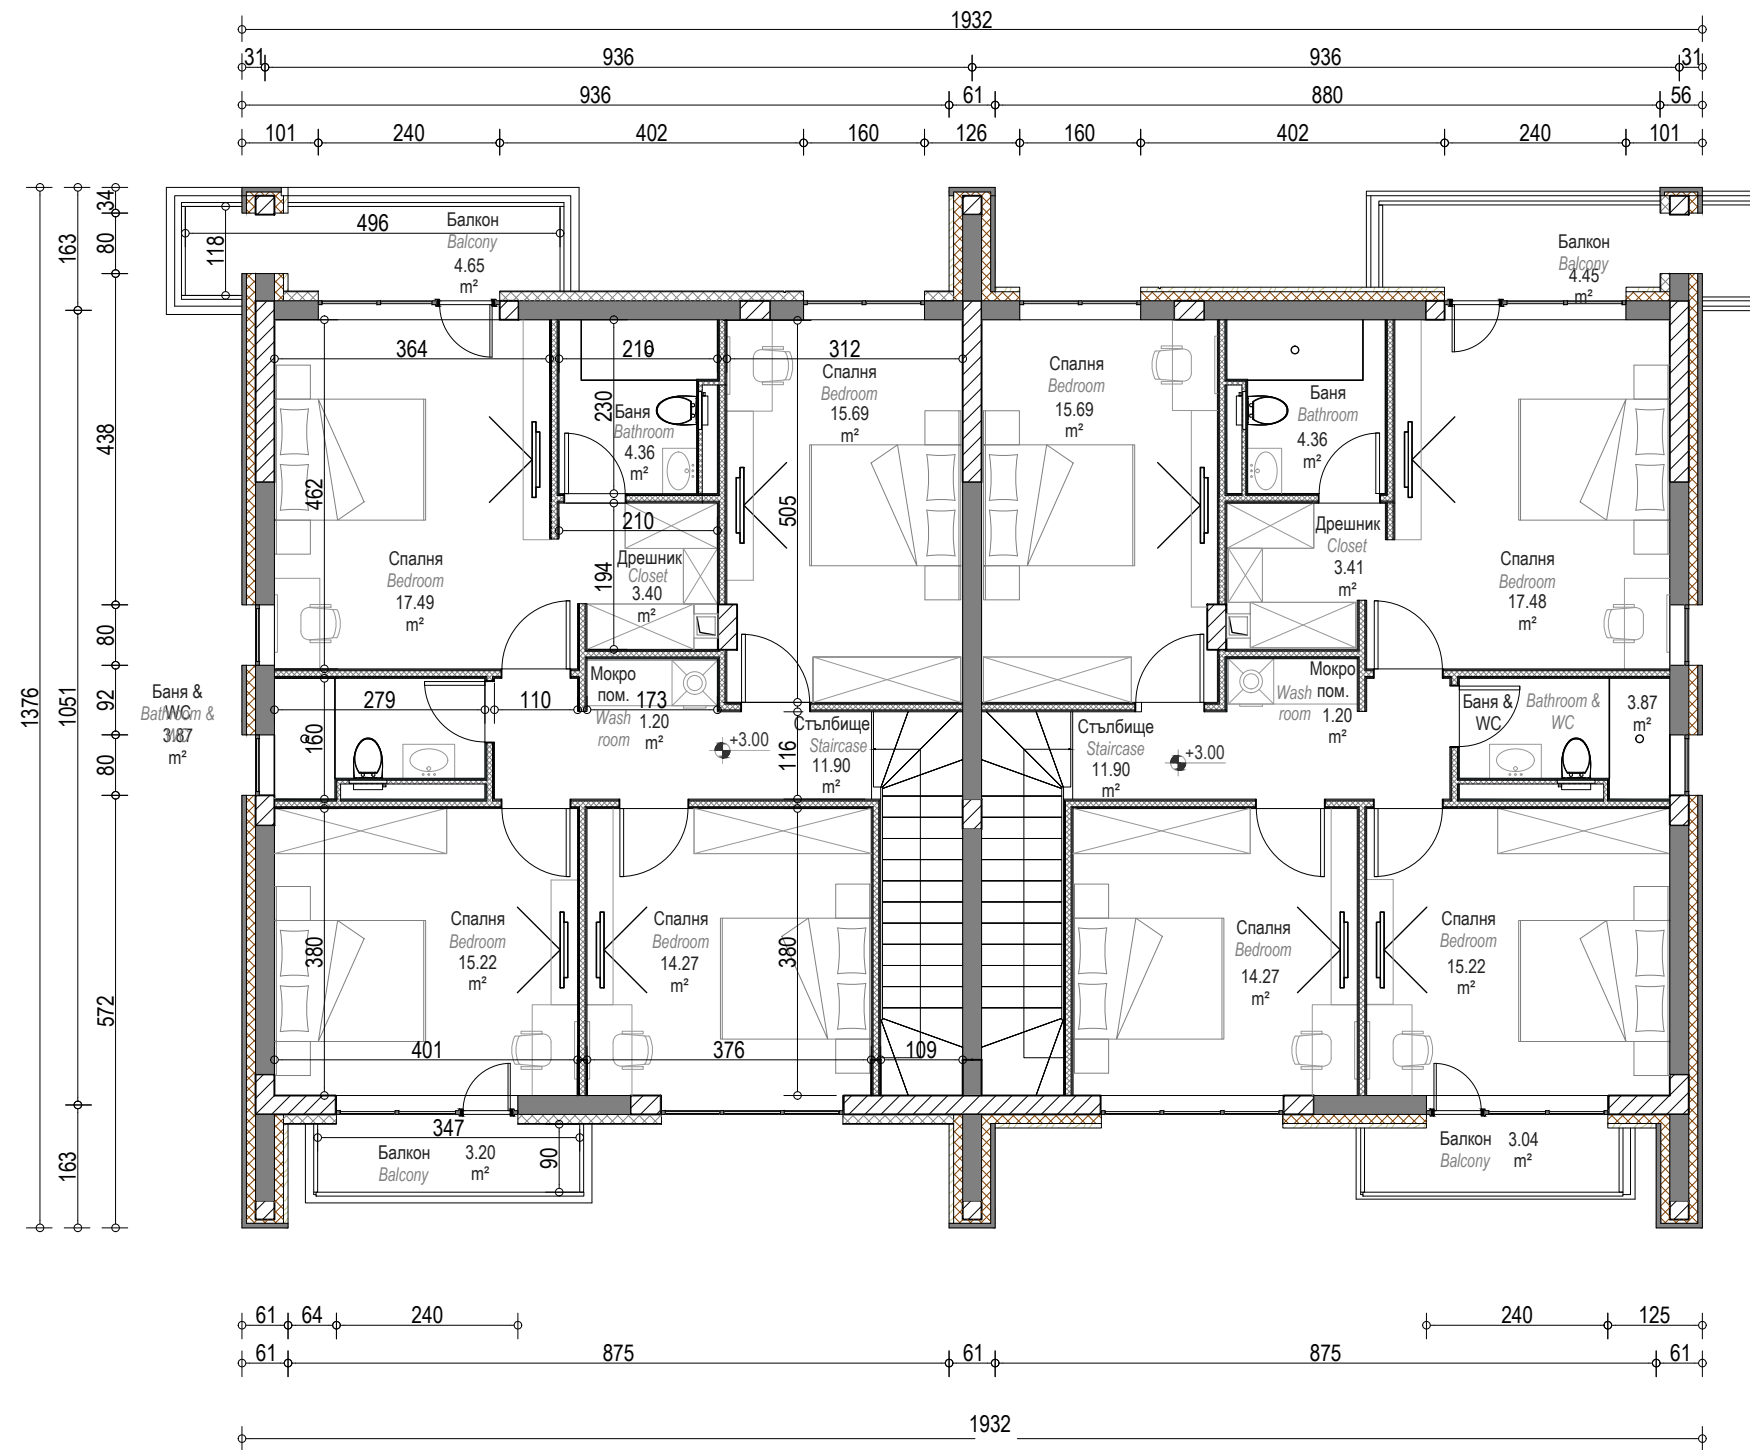 1932
31 936 936 31
936 61 880 56
101 240 402 160 126 160 402 240 101
1376
1051
163
163
34
80
438
80
92
80
572
496
118
Балкон
Balcony
4.65
m²
Балкон
Balcony
4.45
m²
364
210
312
230
462
505
Баня
Bathroom
4.36
m²
Спалня
Bedroom
15.69
m²
Спалня
Bedroom
15.69
m²
Баня
Bathroom
4.36
m²
210
194
Спалня
Bedroom
17.49
m²
Дрешник
Closet
3.40
m²
Дрешник
Closet
3.41
m²
Спалня
Bedroom
17.48
m²
Баня &
WC
Bathroom &
WC
3.87
m²
279
110
173
160
116
Мокро
пом.
Wash
room
1.20
m²
+3.00
Стълбище
Staircase
11.90
m²
Стълбище
Staircase
11.90
m²
+3.00
Мокро
пом.
Wash
room
1.20
m²
Баня &
WC
Bathroom &
WC
3.87
m²
380
380
Спалня
Bedroom
15.22
m²
Спалня
Bedroom
14.27
m²
Спалня
Bedroom
14.27
m²
Спалня
Bedroom
15.22
m²
401
376
109
347
90
Балкон 3.20
Balcony m²
Балкон 3.04
Balcony m²
61 64 240 240 125
61 875 61 875 61
1932